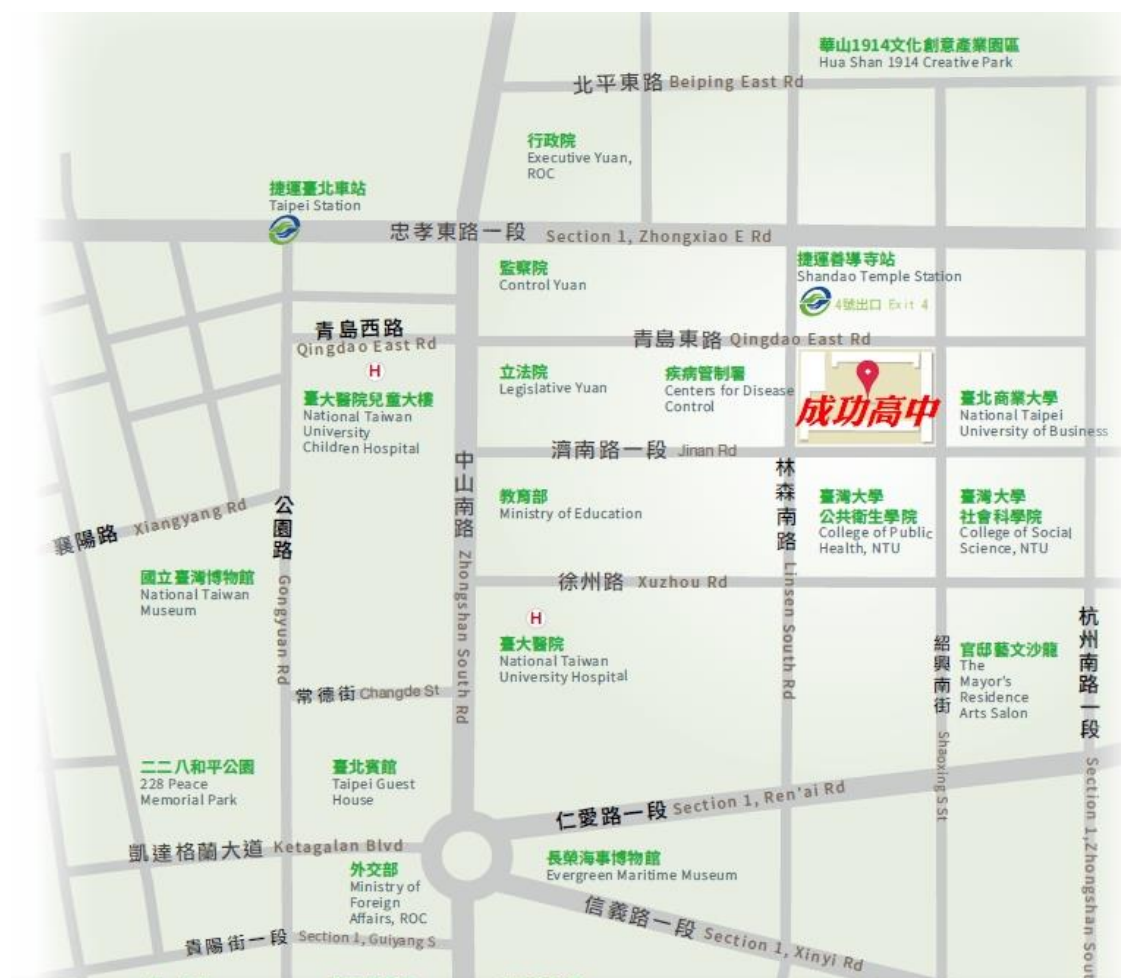 華山1914文化創意產業園區
Hua Shan 1914 Creative Park
北平東路 Beiping East Rd
行政院
Executive Yuan,
ROC
捷運臺北車站
Taipei Station
忠孝東路一段 Section 1, Zhongxiao E Rd
監察院
Control Yuan
捷運善導寺站
Shandao Temple Station
4號出口 Exit 4
青島西路
Qingdao East Rd
青島東路 Qingdao East Rd
H
臺大醫院兒童大樓
National Taiwan
University
Children Hospital
立法院
Legislative Yuan
疾病管制署
Centers for Disease
Control
成功高中
臺北商業大學
National Taipei
University of Business
濟南路一段 Jinan Rd
中山南路 Zhongshan South Rd
林森南路 Linsen South Rd
公園路 Gongyuan Rd
襄陽路 Xiangyang Rd
教育部
Ministry of Education
臺灣大學
公共衛生學院
College of Public
Health, NTU
臺灣大學
社會科學院
College of Social
Science, NTU
國立臺灣博物館
National Taiwan
Museum
徐州路 Xuzhou Rd
H
臺大醫院
National Taiwan
University Hospital
紹興南街 Shaoxing S St
官邸藝文沙龍
The
Mayor's
Residence
Arts Salon
杭州南路一段 Section 1,Zhongshan Sout
常德街 Changde St
二二八和平公園
228 Peace
Memorial Park
臺北賓館
Taipei Guest
House
仁愛路一段 Section 1, Ren'ai Rd
凱達格蘭大道 Ketagalan Blvd
外交部
Ministry of
Foreign
Affairs, ROC
長榮海事博物館
Evergreen Maritime Museum
信義路一段 Section 1, Xinyi Rd
貴陽街一段 Section 1, Guiyang S